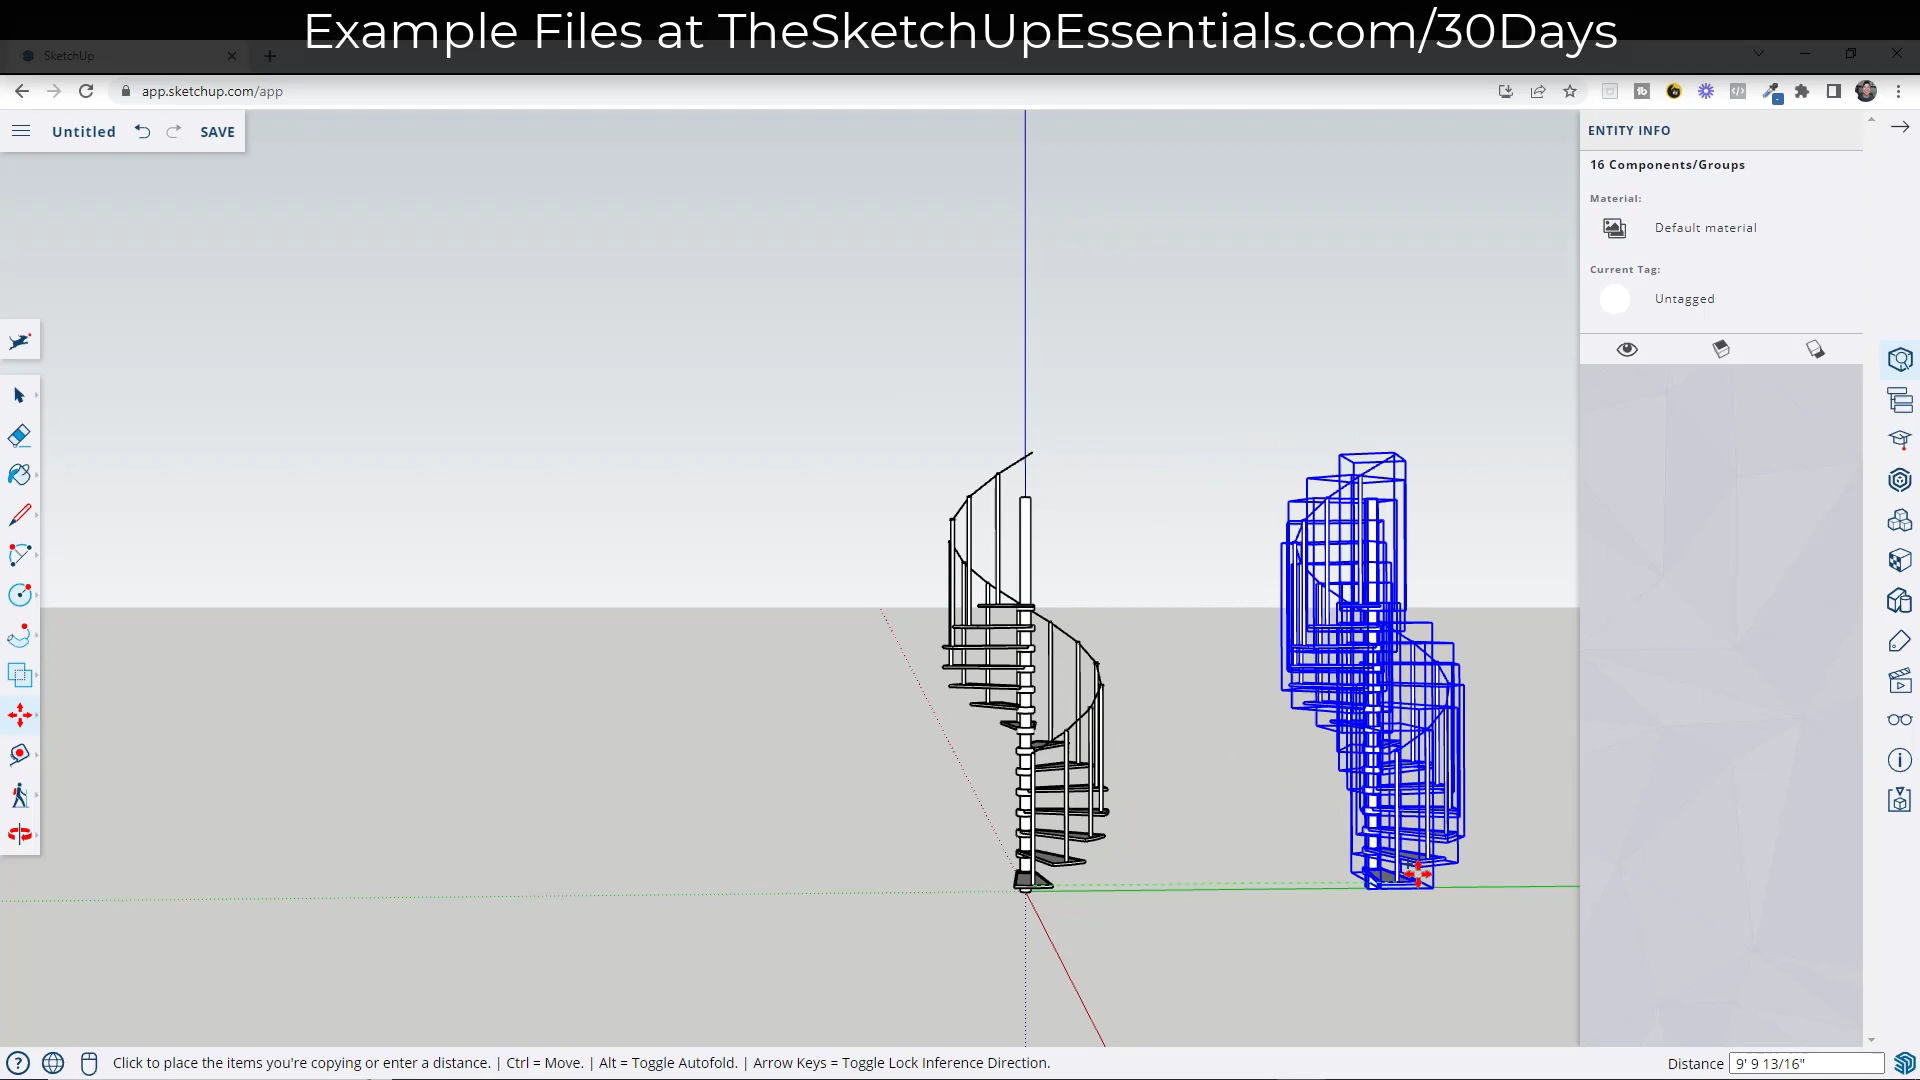 Example Files at TheSketchUpEssentials.com/30Days
SketchUp
app.sketchup.com/app
Untitled
SAVE
ENTITY INFO
16 Components/Groups
Material:
Default material
Current Tag:
Untagged
Click to place the items you're copying or enter a distance. | Ctrl = Move. | Alt = Toggle Autofold. | Arrow Keys = Toggle Lock Inference Direction.
Distance 9' 9 13/16"